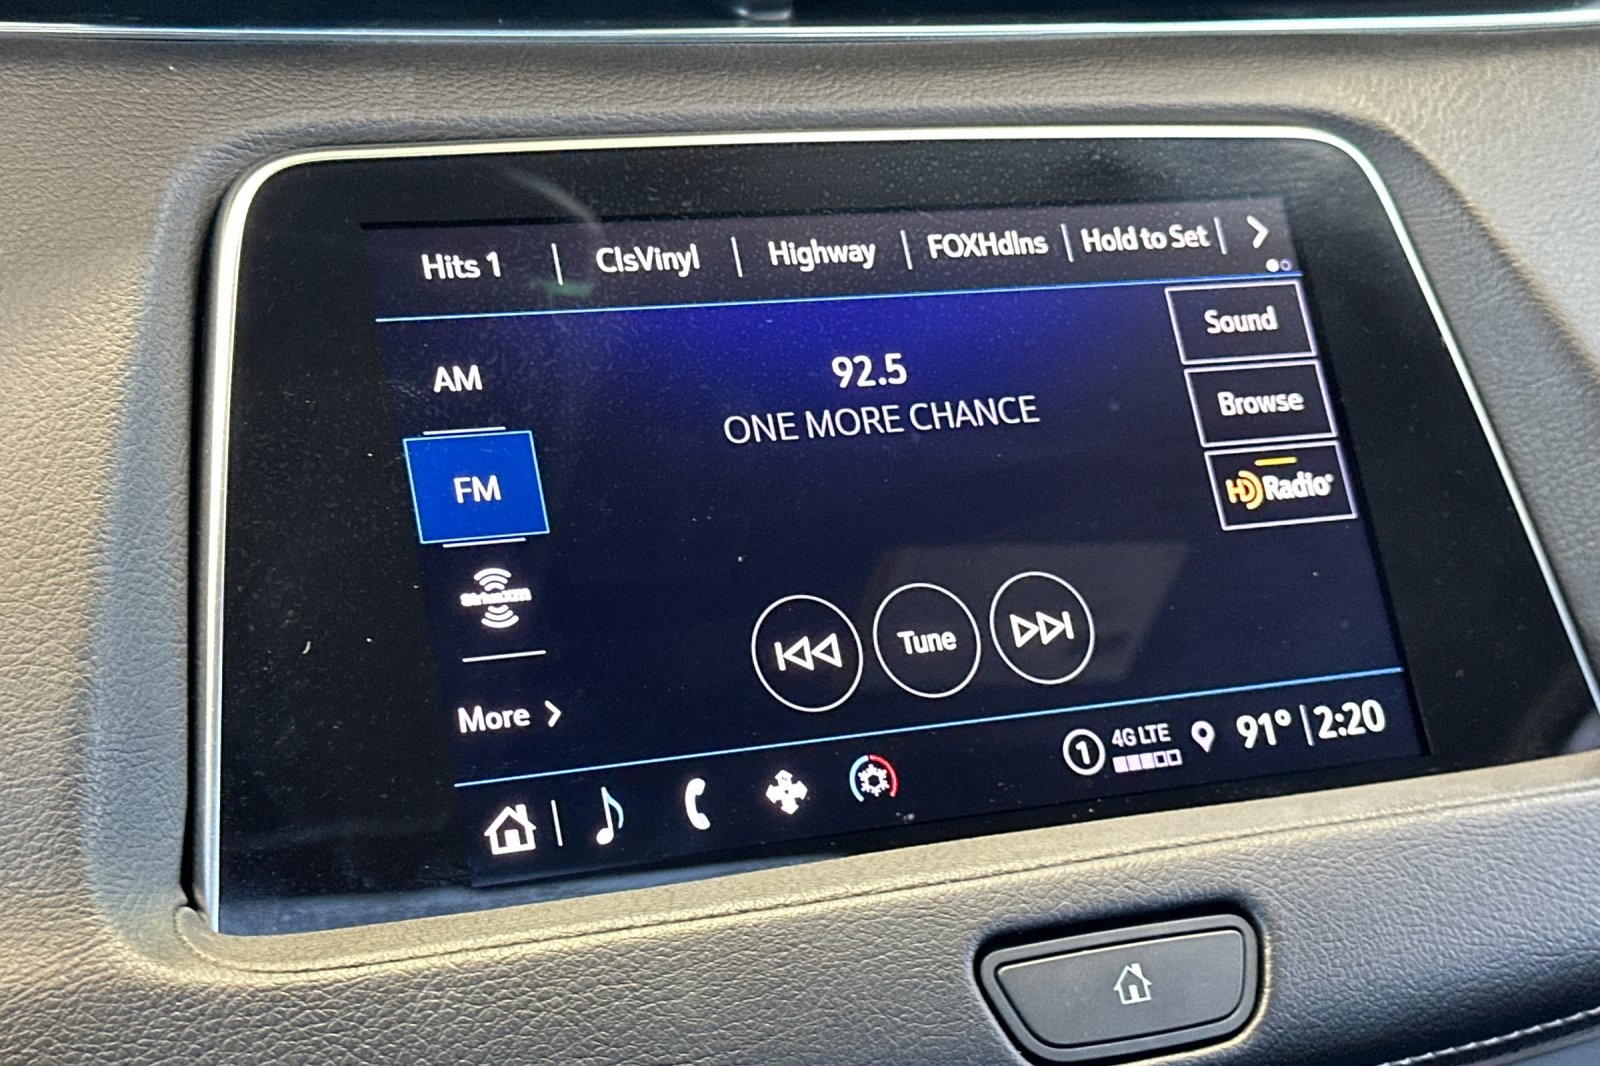 Hits 1 | ClsVinyl | Highway | FOXHdlns | Hold to Set |
Sound
92.5
AM
ONE MORE CHANCE
Browse
FM
HD Radio
siriusxm
Tune
More
1 4G LTE 91° | 2:20